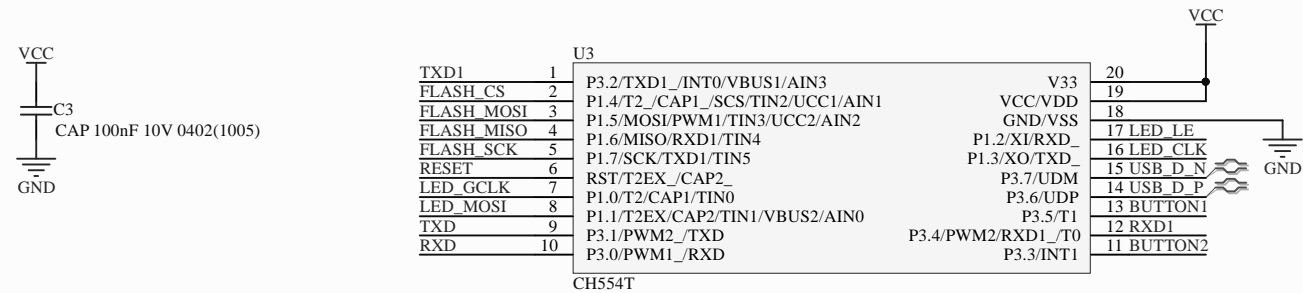 VCC
C3
CAP 100nF 10V 0402(1005)
GND
U3
TXD1 1 P3.2/TXD1_/INT0/VBUS1/AIN3
FLASH_CS 2 P1.4/T2_/CAP1_/SCS/TIN2/UCC1/AIN1
FLASH_MOSI 3 P1.5/MOSI/PWM1/TIN3/UCC2/AIN2
FLASH_MISO 4 P1.6/MISO/RXD1/TIN4
FLASH_SCK 5 P1.7/SCK/TXD1/TIN5
RESET 6 RST/T2EX_/CAP2_
LED_GCLK 7 P1.0/T2/CAP1/TIN0
LED_MOSI 8 P1.1/T2EX/CAP2/TIN1/VBUS2/AIN0
TXD 9 P3.1/PWM2_/TXD
RXD 10 P3.0/PWM1_/RXD
CH554T
VCC
V33 20
VCC/VDD 19
GND/VSS 18
P1.2/XI/RXD_ 17 LED_LE
P1.3/XO/TXD_ 16 LED_CLK
P3.7/UDM 15 USB_D_N
P3.6/UDP 14 USB_D_P
P3.5/T1 13 BUTTON1
P3.4/PWM2/RXD1_/T0 12 RXD1
P3.3/INT1 11 BUTTON2
GND